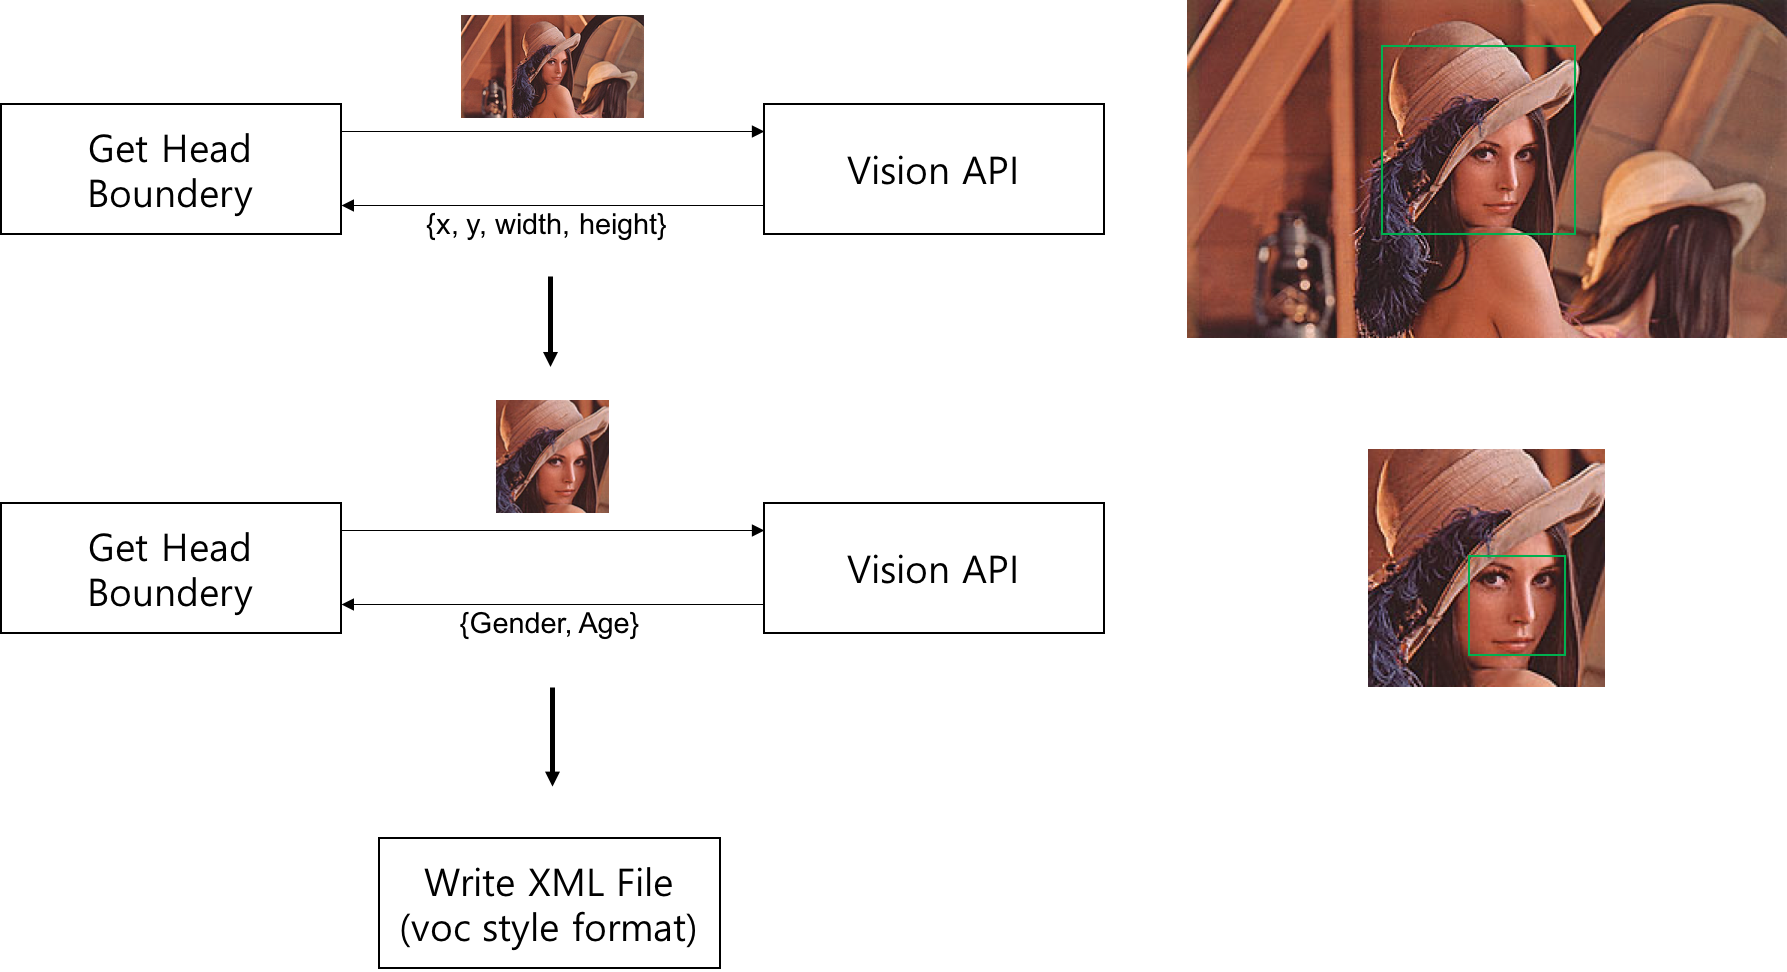 Get Head
Boundery
Vision API
{x, y, width, height}
Get Head
Boundery
Vision API
{Gender, Age}
Write XML File
(voc style format)